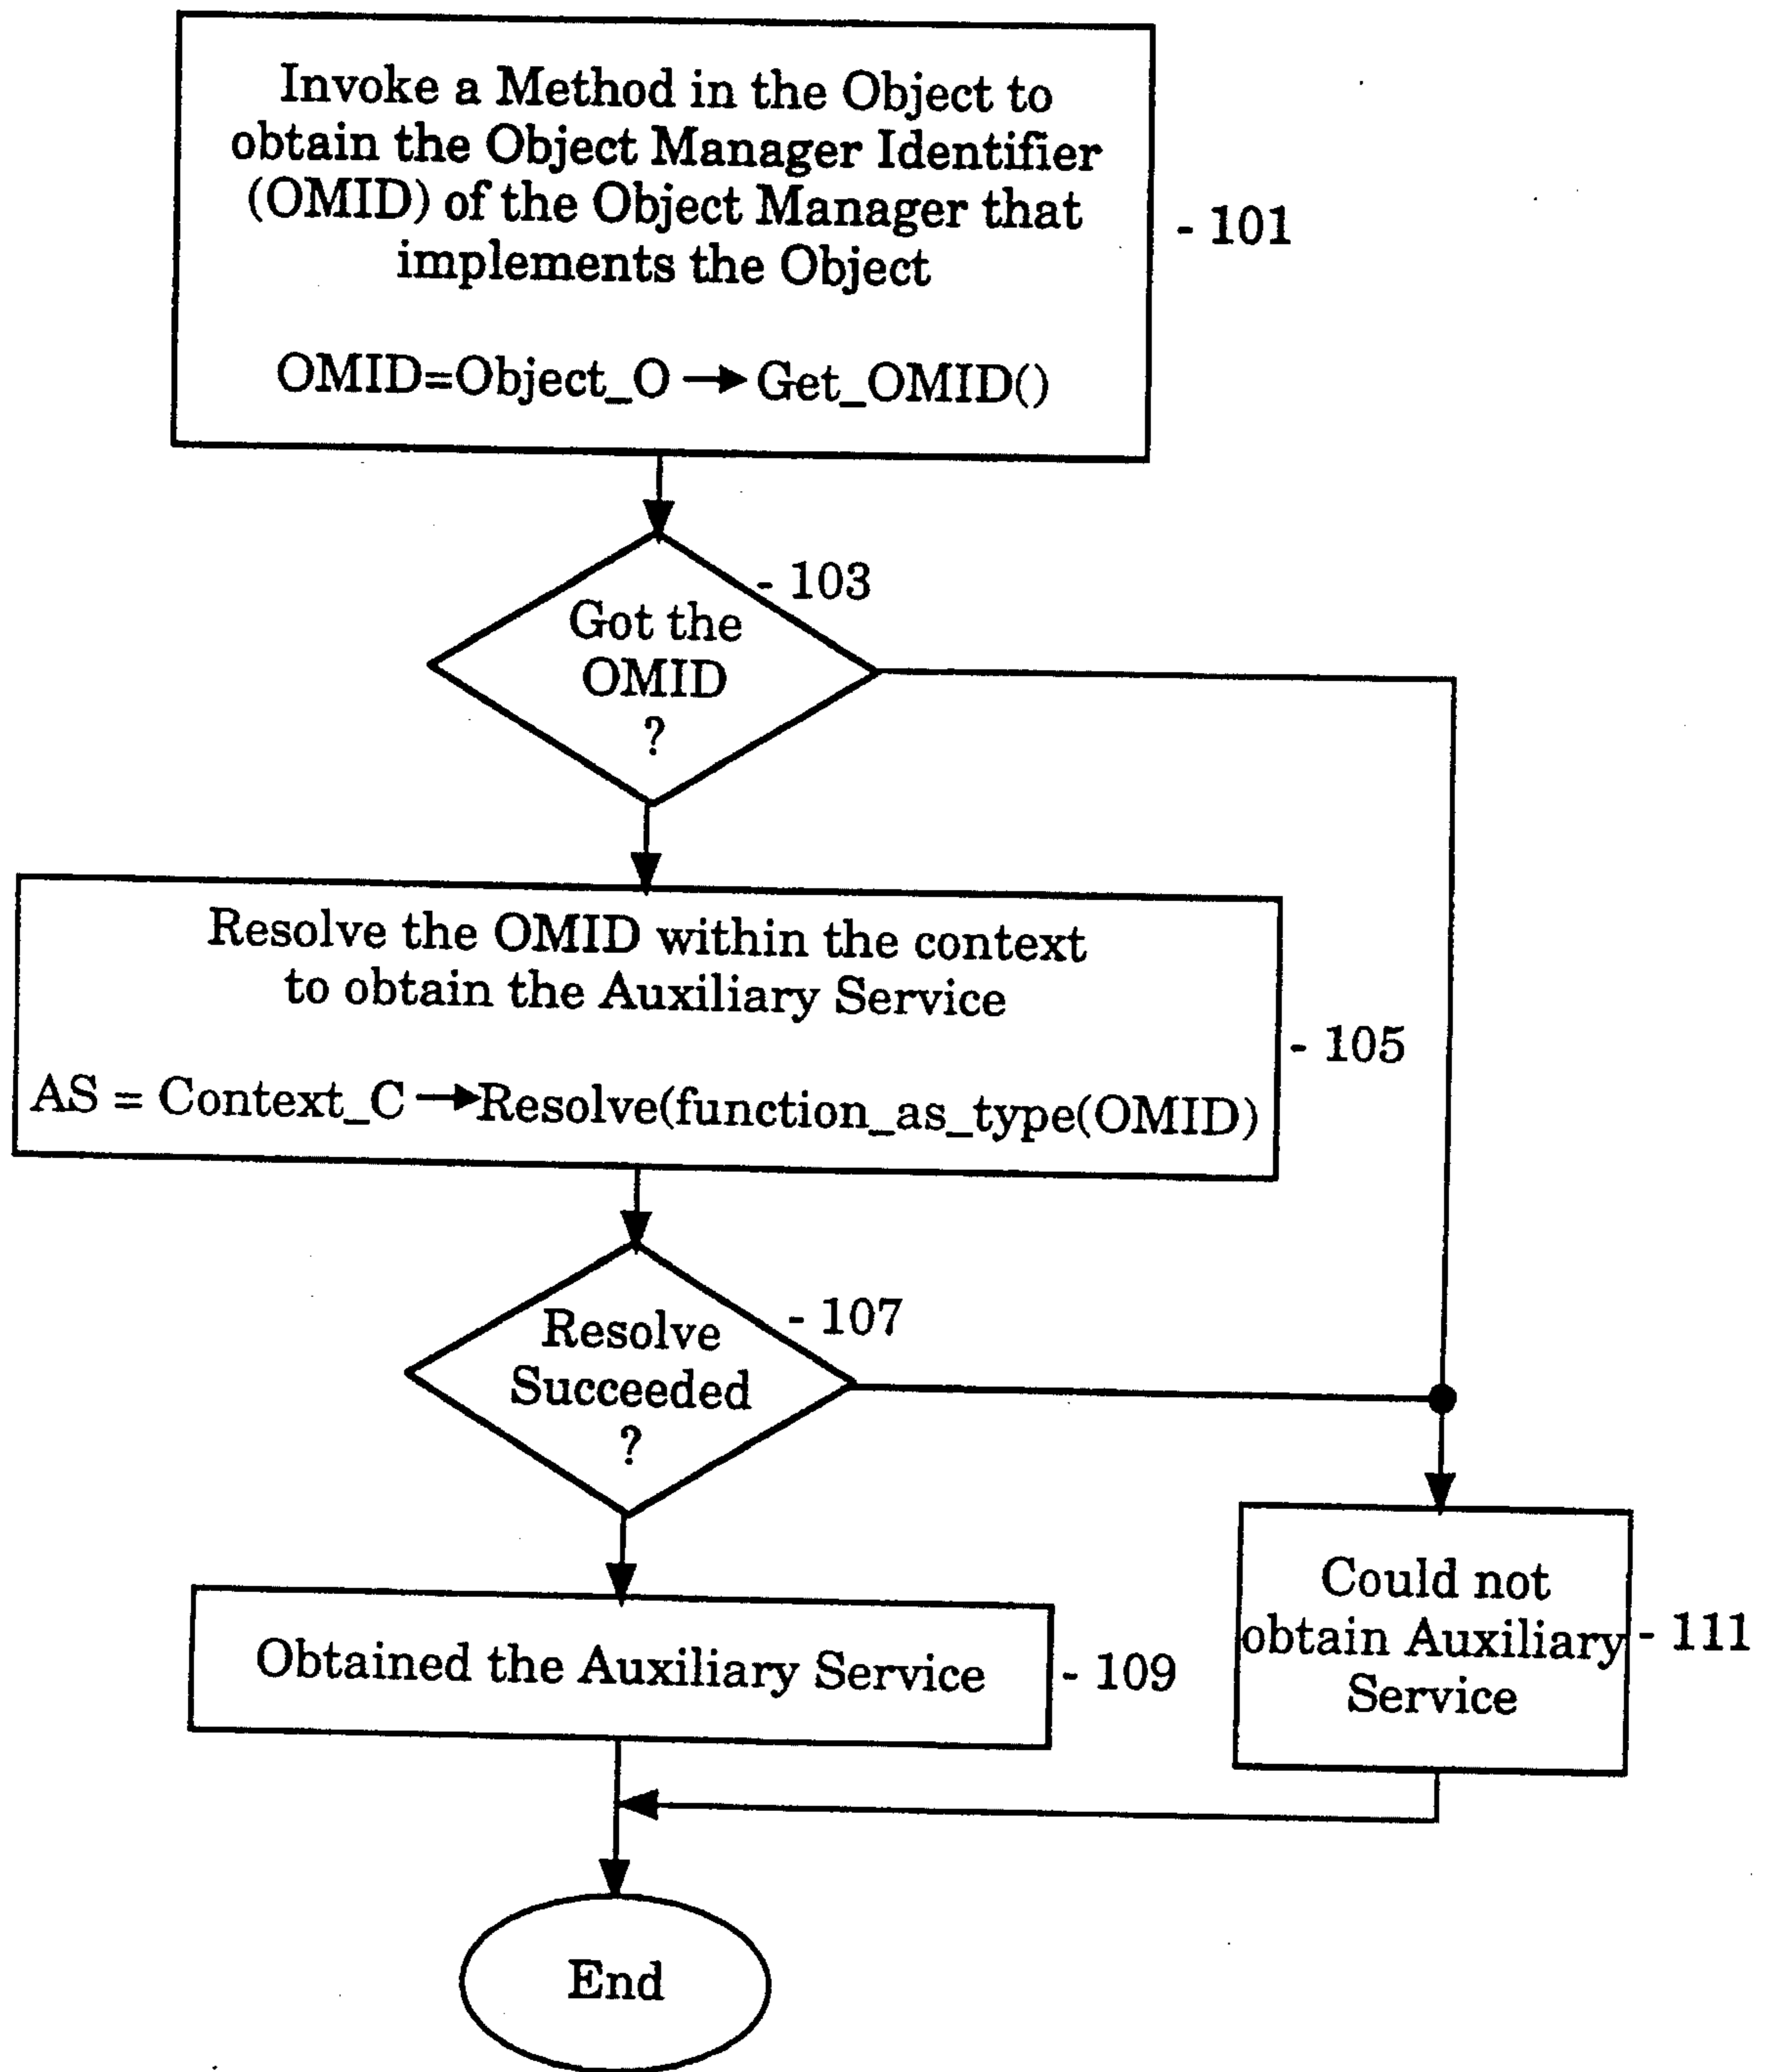 Invoke a Method in the Object to
obtain the Object Manager Identifier
(OMID) of the Object Manager that
implements the Object
- 101
OMID=Object_O → Get_OMID()
- 103
Got the
OMID
?
Resolve the OMID within the context
to obtain the Auxiliary Service
- 105
AS = Context_C → Resolve(function_as_type(OMID)
- 107
Resolve
Succeeded
?
Could not
obtain Auxiliary
Service
- 111
Obtained the Auxiliary Service
- 109
End